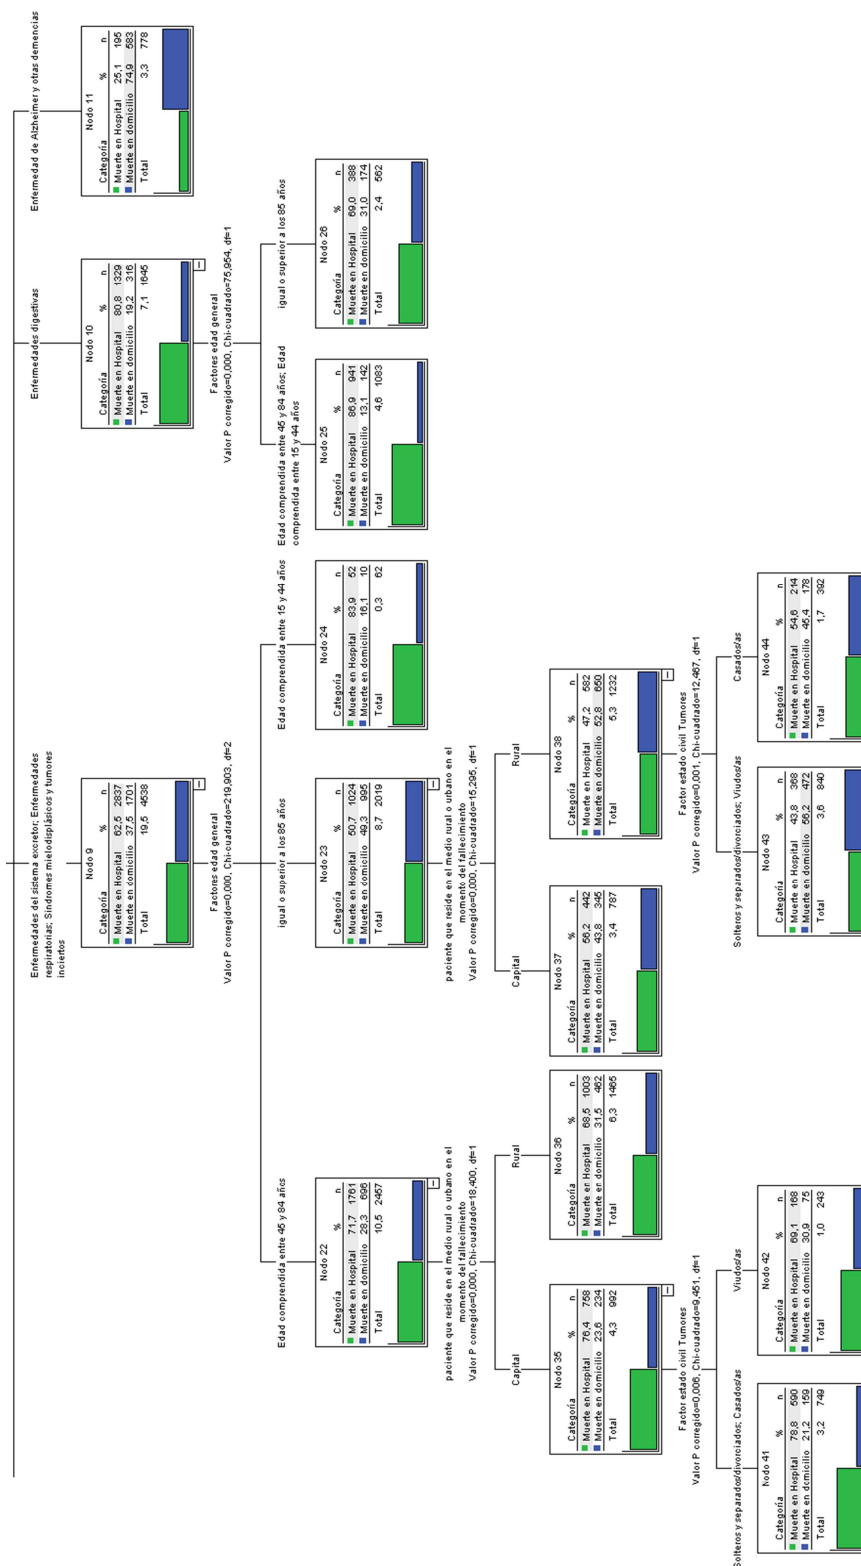 Enfermedades del sistema excretor; Enfermedades
respiratorias; Síndromes mielodisplásicos y tumores
inciertos
Nodo 9
Categoría % n
Muerte en Hospital 62,5 2837
Muerte en domicilio 37,5 1701
Total 19,5 4538
Factores edad general
Valor P corregido=0,000, Chi-cuadrado=219,903, df=2
Enfermedades digestivas
Nodo 10
Categoría % n
Muerte en Hospital 80,8 1329
Muerte en domicilio 19,2 316
Total 7,1 1645
Factores edad general
Valor P corregido=0,000, Chi-cuadrado=75,954, df=1
Enfermedad de Alzheimer y otras demencias
Nodo 11
Categoría % n
Muerte en Hospital 25,1 195
Muerte en domicilio 74,9 583
Total 3,3 778
Edad comprendida entre 45 y 84 años
Nodo 22
Categoría % n
Muerte en Hospital 71,7 1761
Muerte en domicilio 28,3 696
Total 10,5 2457
paciente que reside en el medio rural o urbano en el
momento del fallecimiento
Valor P corregido=0,000, Chi-cuadrado=18,400, df=1
igual o superior a los 85 años
Nodo 23
Categoría % n
Muerte en Hospital 50,7 1024
Muerte en domicilio 49,3 995
Total 8,7 2019
paciente que reside en el medio rural o urbano en el
momento del fallecimiento
Valor P corregido=0,000, Chi-cuadrado=15,295, df=1
Edad comprendida entre 15 y 44 años
Nodo 24
Categoría % n
Muerte en Hospital 83,9 52
Muerte en domicilio 16,1 10
Total 0,3 62
Edad comprendida entre 45 y 84 años; Edad
comprendida entre 15 y 44 años
Nodo 25
Categoría % n
Muerte en Hospital 86,9 941
Muerte en domicilio 13,1 142
Total 4,6 1083
igual o superior a los 85 años
Nodo 26
Categoría % n
Muerte en Hospital 69,0 388
Muerte en domicilio 31,0 174
Total 2,4 562
Capital
Nodo 35
Categoría % n
Muerte en Hospital 76,4 758
Muerte en domicilio 23,6 234
Total 4,3 992
Factor estado civil Tumores
Valor P corregido=0,006, Chi-cuadrado=9,451, df=1
Rural
Nodo 36
Categoría % n
Muerte en Hospital 68,5 1003
Muerte en domicilio 31,5 462
Total 6,3 1465
Capital
Nodo 37
Categoría % n
Muerte en Hospital 56,2 442
Muerte en domicilio 43,8 345
Total 3,4 787
Rural
Nodo 38
Categoría % n
Muerte en Hospital 47,2 582
Muerte en domicilio 52,8 650
Total 5,3 1232
Factor estado civil Tumores
Valor P corregido=0,001, Chi-cuadrado=12,467, df=1
Solteros y separados/divorciados; Casados/as
Nodo 41
Categoría % n
Muerte en Hospital 78,8 590
Muerte en domicilio 21,2 159
Total 3,2 749
Viudos/as
Nodo 42
Categoría % n
Muerte en Hospital 69,1 168
Muerte en domicilio 30,9 75
Total 1,0 243
Solteros y separados/divorciados; Viudos/as
Nodo 43
Categoría % n
Muerte en Hospital 43,8 368
Muerte en domicilio 56,2 472
Total 3,6 840
Casados/as
Nodo 44
Categoría % n
Muerte en Hospital 54,6 214
Muerte en domicilio 45,4 178
Total 1,7 392